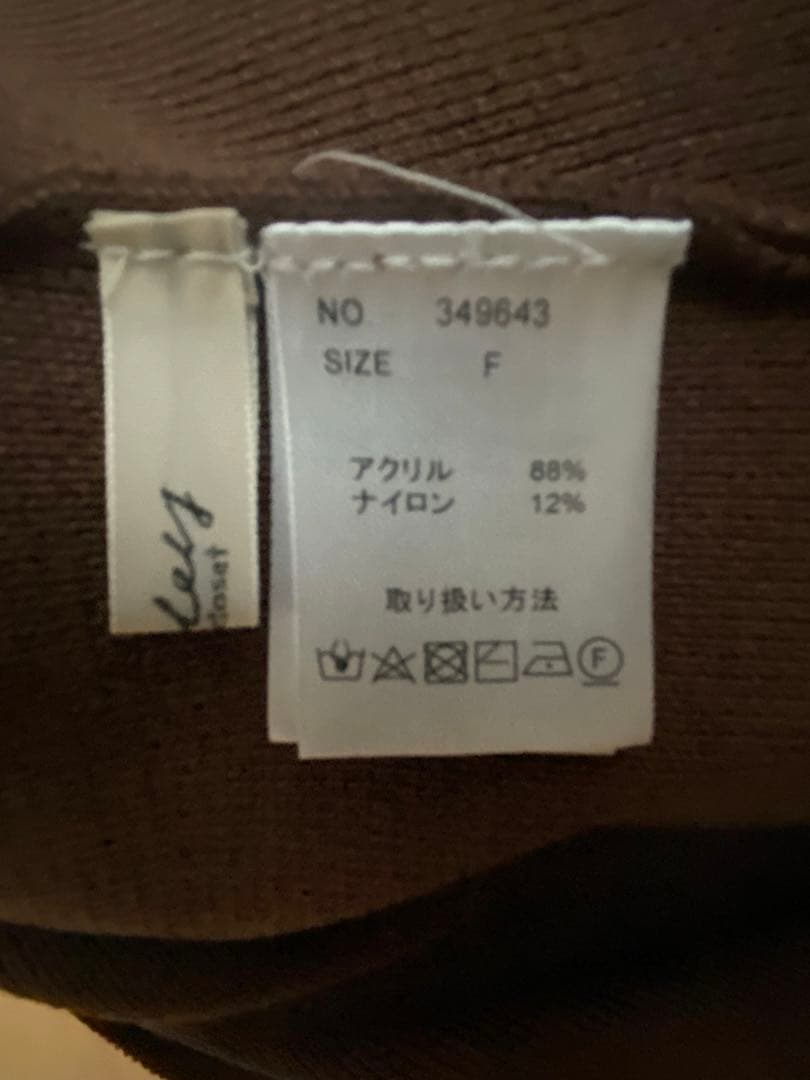 NO 349643
SIZE F
アクリル 88%
ナイロン 12%
取り扱い方法
F
closet